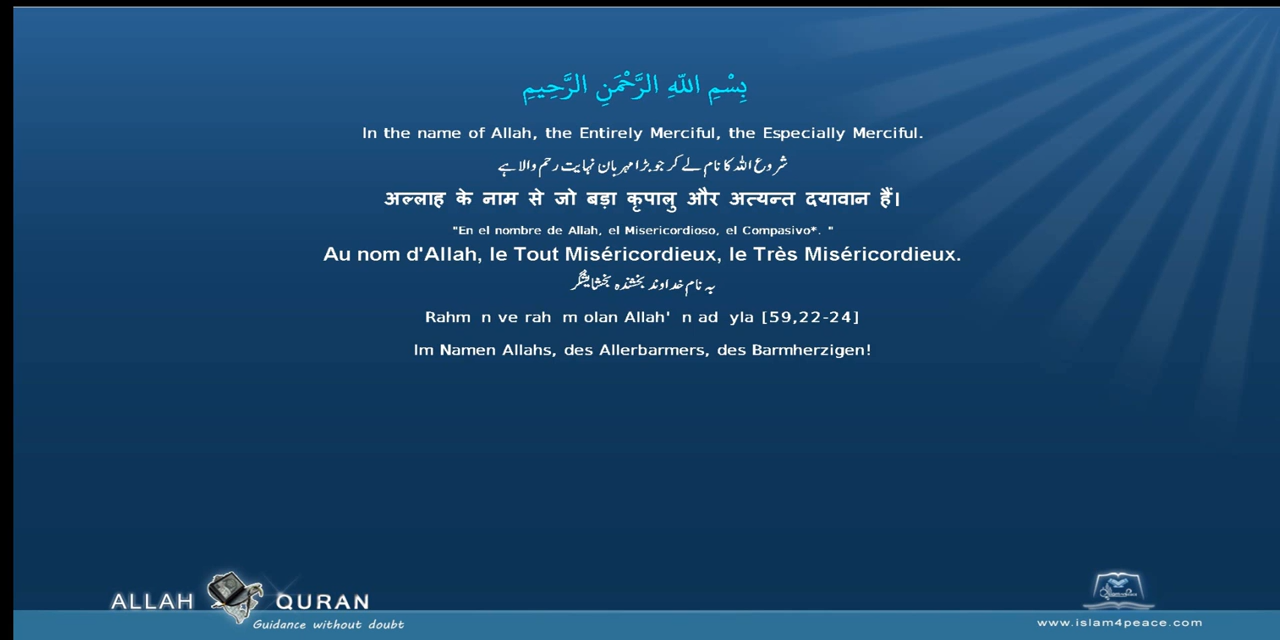 بِسْمِ اللّهِ الرَّحْمَنِ الرَّحِيمِ
In the name of Allah, the Entirely Merciful, the Especially Merciful.
شروع الله کا نام لے کر جو بڑا مہربان نہایت رحم والا ہے
अल्लाह के नाम से जो बड़ा कृपालु और अत्यन्त दयावान हैं।
"En el nombre de Allah, el Misericordioso, el Compasivo*. "
Au nom d'Allah, le Tout Miséricordieux, le Très Miséricordieux.
به نام خداوند بخشنده بخشایشگر
Rahm n ve rah m olan Allah' n ad yla [59,22-24]
Im Namen Allahs, des Allerbarmers, des Barmherzigen!
ALLAH QURAN
Guidance without doubt
www.islam4peace.com